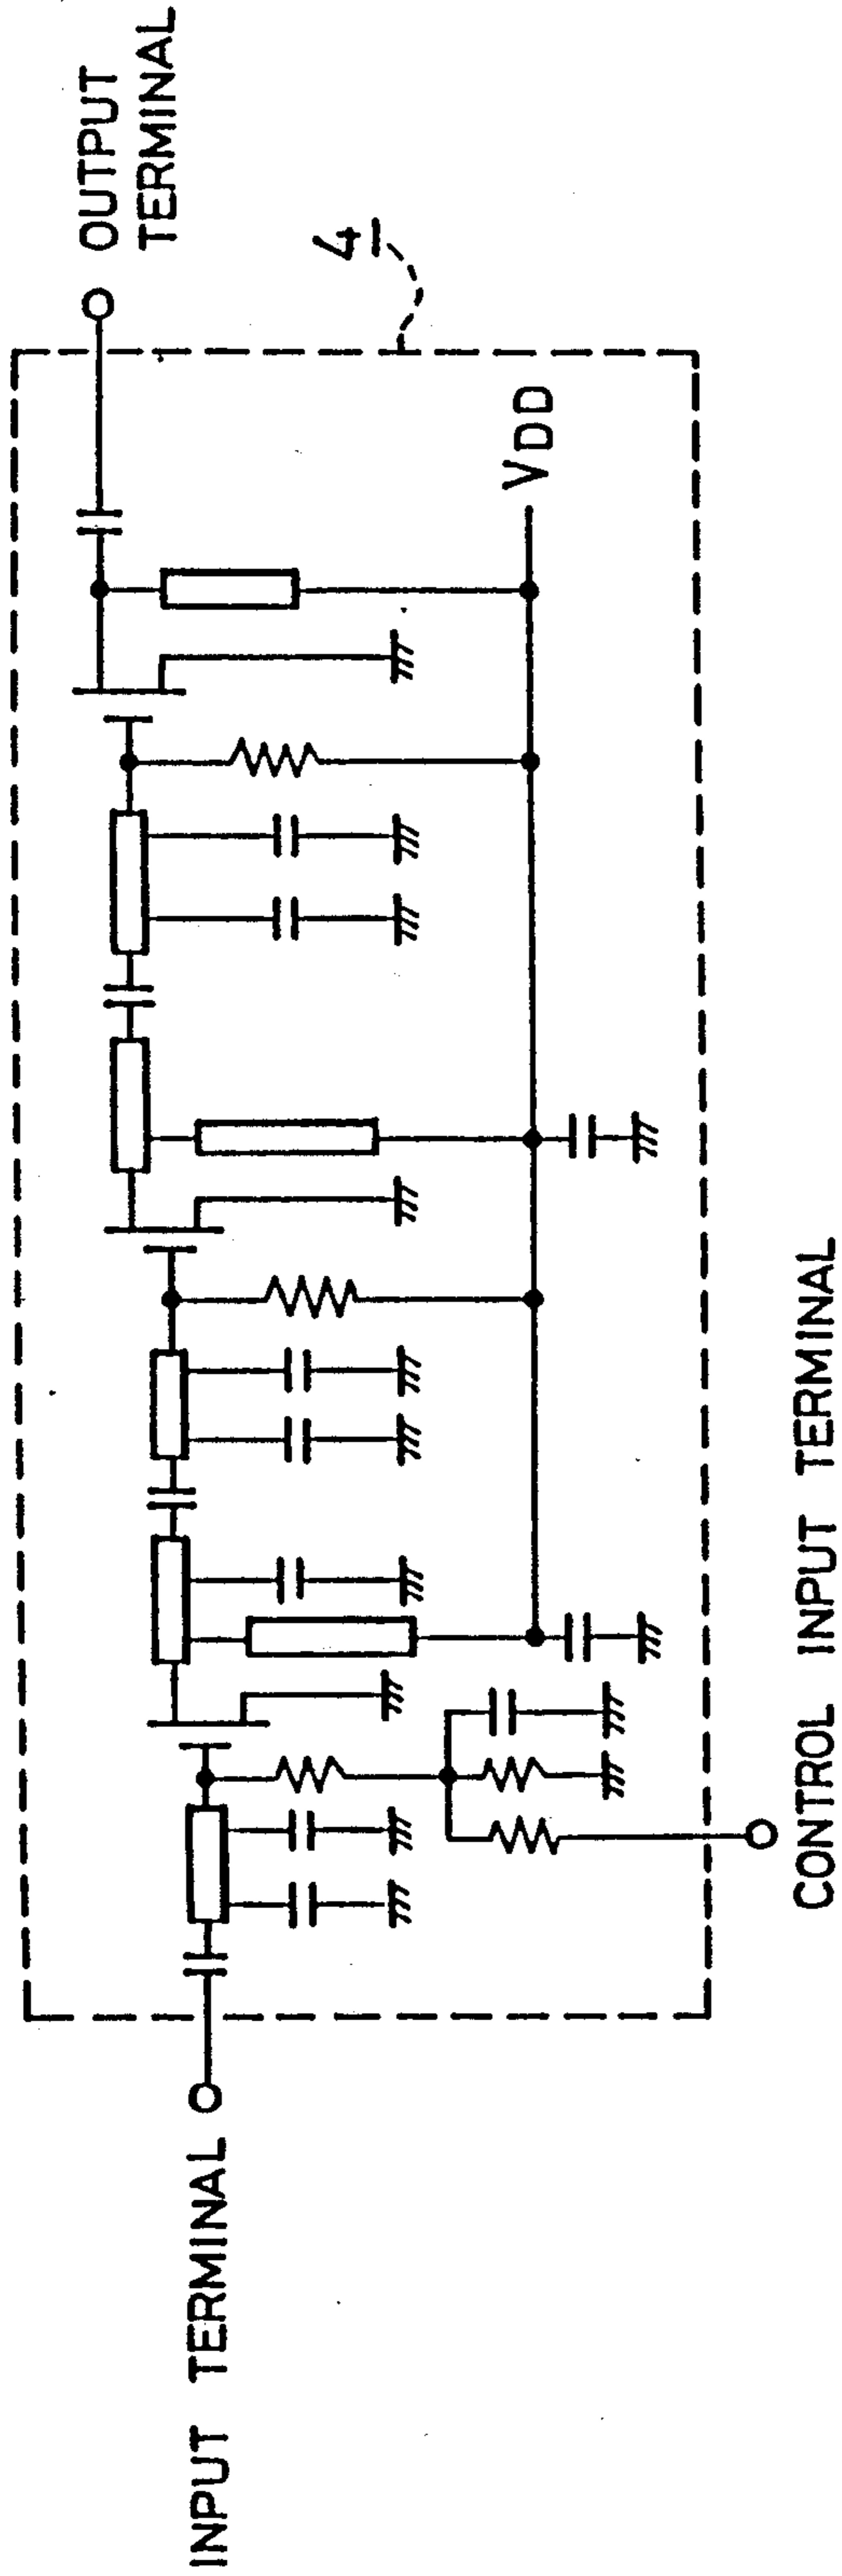 OUTPUT
TERMINAL
4
VDD
INPUT TERMINAL
CONTROL INPUT TERMINAL